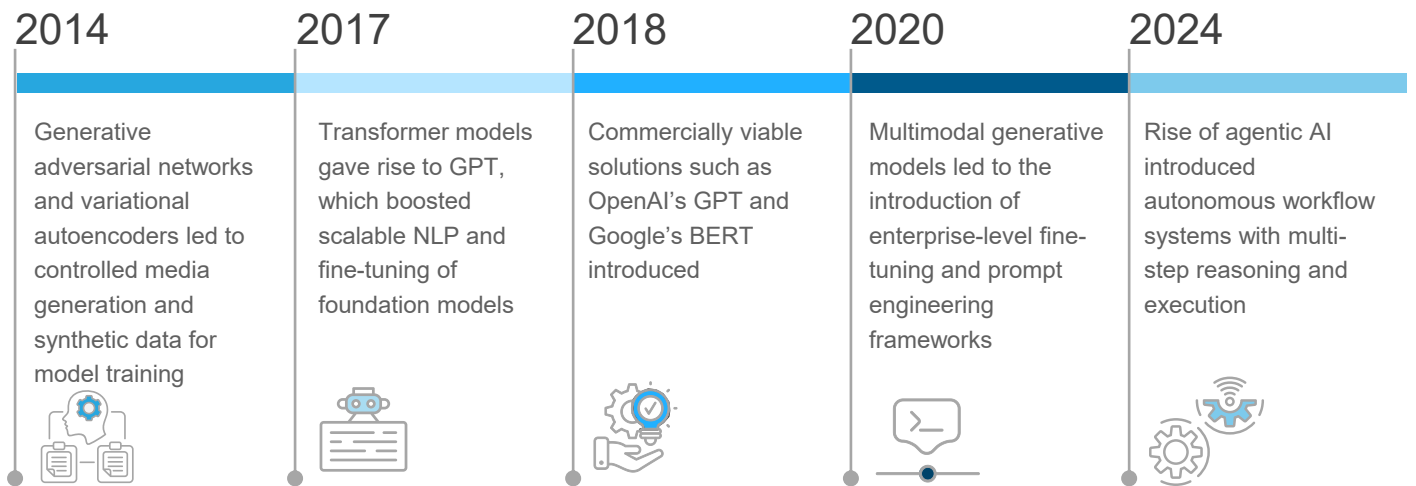 2014
Generative
adversarial networks
and variational
autoencoders led to
controlled media
generation and
synthetic data for
model training
2017
Transformer models
gave rise to GPT,
which boosted
scalable NLP and
fine-tuning of
foundation models
2018
Commercially viable
solutions such as
OpenAI’s GPT and
Google’s BERT
introduced
2020
Multimodal generative
models led to the
introduction of
enterprise-level fine-
tuning and prompt
engineering
frameworks
2024
Rise of agentic AI
introduced
autonomous workflow
systems with multi-
step reasoning and
execution